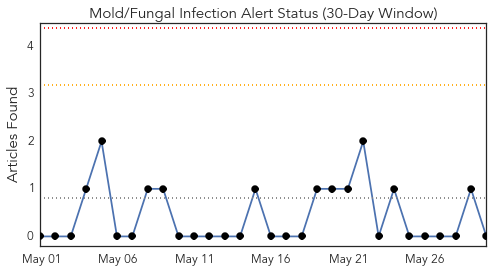 Mold/Fungal Infection Alert Status (30-Day Window)
Articles Found
4
3
2
1
0
May 01 May 06 May 11 May 16 May 21 May 26